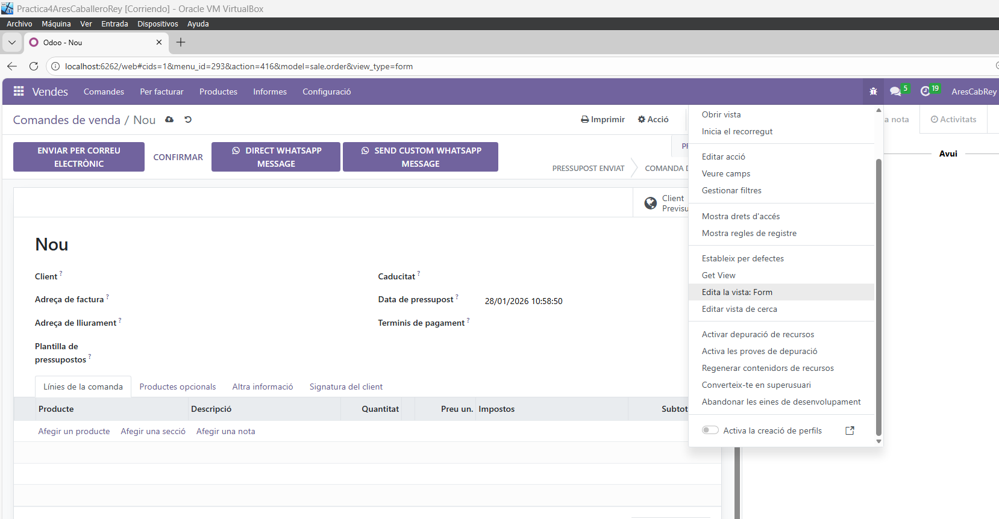 Practica4AresCaballeroRey [Corriendo] - Oracle VM VirtualBox
Archivo Máquina Ver Entrada Dispositivos Ayuda
Odoo - Nou
localhost:6262/web#cids=1&menu_id=293&action=416&model=sale.order&view_type=form
Vendes Comandes Per facturar Productes Informes Configuració 5 19 AresCabRey
Comandes de venda / Nou Imprimir Acció
a nota Activitats
ENVIAR PER CORREU ELECTRÒNIC
CONFIRMAR
DIRECT WHATSAPP MESSAGE
SEND CUSTOM WHATSAPP MESSAGE
PRESSUPOST ENVIAT COMANDA
Avui
Client
Previsu
Nou
Client ?
Adreça de factura ?
Adreça de lliurament ?
Plantilla de
pressupostos ?
Caducitat ?
Data de pressupost ? 28/01/2026 10:58:50
Terminis de pagament ?
Línies de la comanda Productes opcionals Altra informació Signatura del client
Producte Descripció Quantitat Preu un. Impostos Subtot
Afegir un producte Afegir una secció Afegir una nota
Obrir vista
Inicia el recorregut
Editar acció
Veure camps
Gestionar filtres
Mostra drets d'accés
Mostra regles de registre
Estableix per defectes
Get View
Edita la vista: Form
Editar vista de cerca
Activar depuració de recursos
Activa les proves de depuració
Regenerar contenidors de recursos
Converteix-te en superusuari
Abandonar les eines de desenvolupament
Activa la creació de perfils